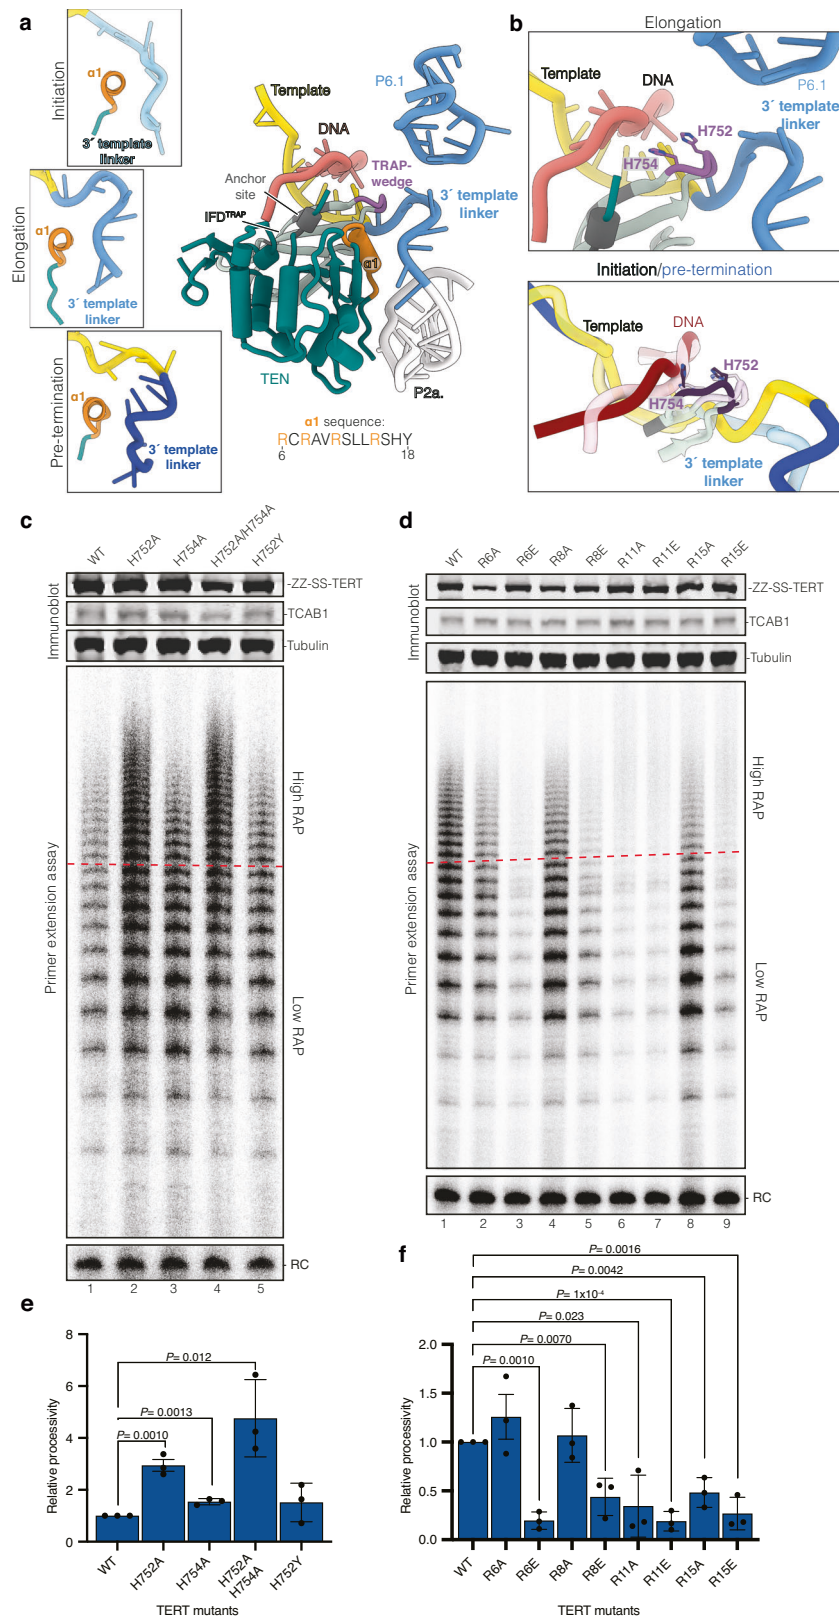 a
Initiation
α1
3´ template
linker
Elongation
α1
3´ template
linker
Pre-termination
α1
3´ template
linker
Template
DNA
P6.1
Anchor
site
TRAP-
wedge
IFDTRAP
3´ template
linker
α1
TEN
P2a.
α1 sequence:
RCRAVRSLLRSHY
6 18
b
Elongation
Template
DNA
P6.1
3´ template
linker
H752
H754
Initiation/pre-termination
Template
DNA
H752
H754
3´ template
linker
c
WT H752A H754A H752A/H754A H752Y
Immunoblot
-ZZ-SS-TERT
-TCAB1
-Tubulin
Primer extension assay
High RAP
Low RAP
- RC
1 2 3 4 5
d
WT R6A R6E R8A R8E R11A R11E R15A R15E
Immunoblot
-ZZ-SS-TERT
-TCAB1
-Tubulin
Primer extension assay
High RAP
Low RAP
- RC
1 2 3 4 5 6 7 8 9
e
Relative processivity
8
6
4
2
0
P= 0.012
P= 0.0013
P= 0.0010
WT H752A H754A H752A H754A H752Y
TERT mutants
f
P= 0.0016
P= 0.0042
P= 1x10-4
P= 0.023
P= 0.0070
P= 0.0010
Relative processivity
2.0
1.5
1.0
0.5
0.0
WT R6A R6E R8A R8E R11A R11E R15A R15E
TERT mutants